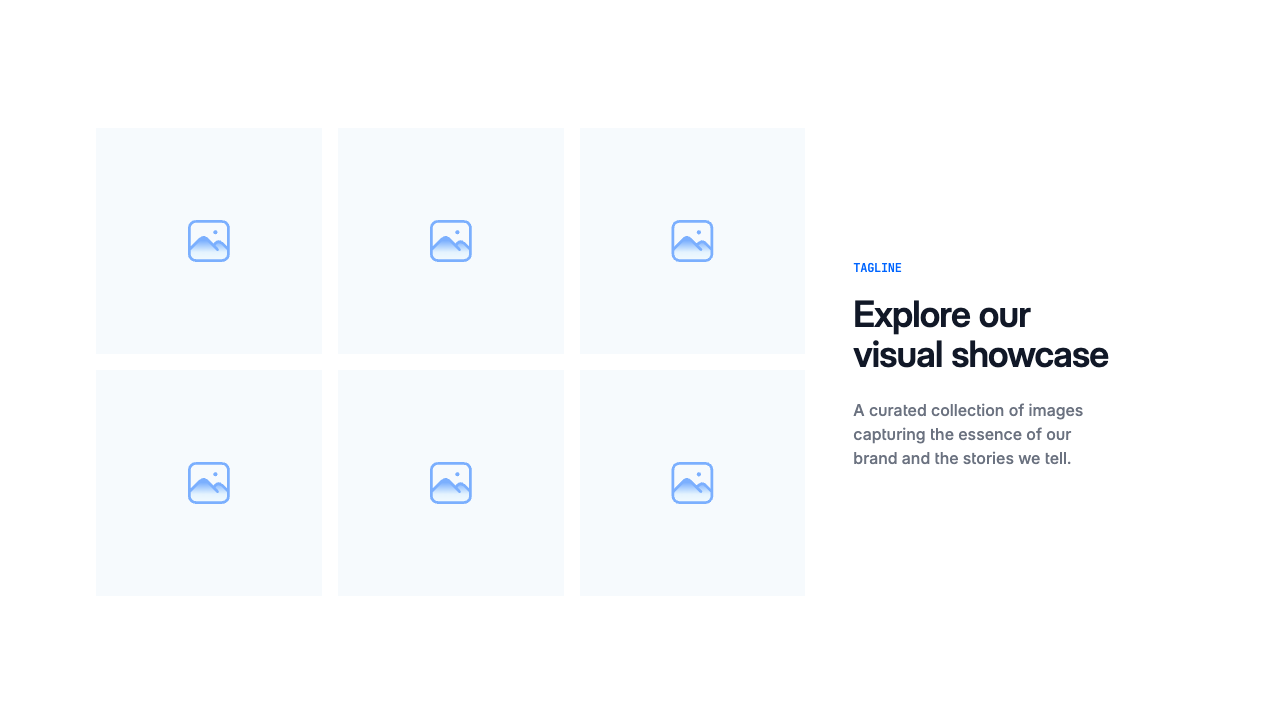 TAGLINE
Explore our
visual showcase
A curated collection of images
capturing the essence of our
brand and the stories we tell.